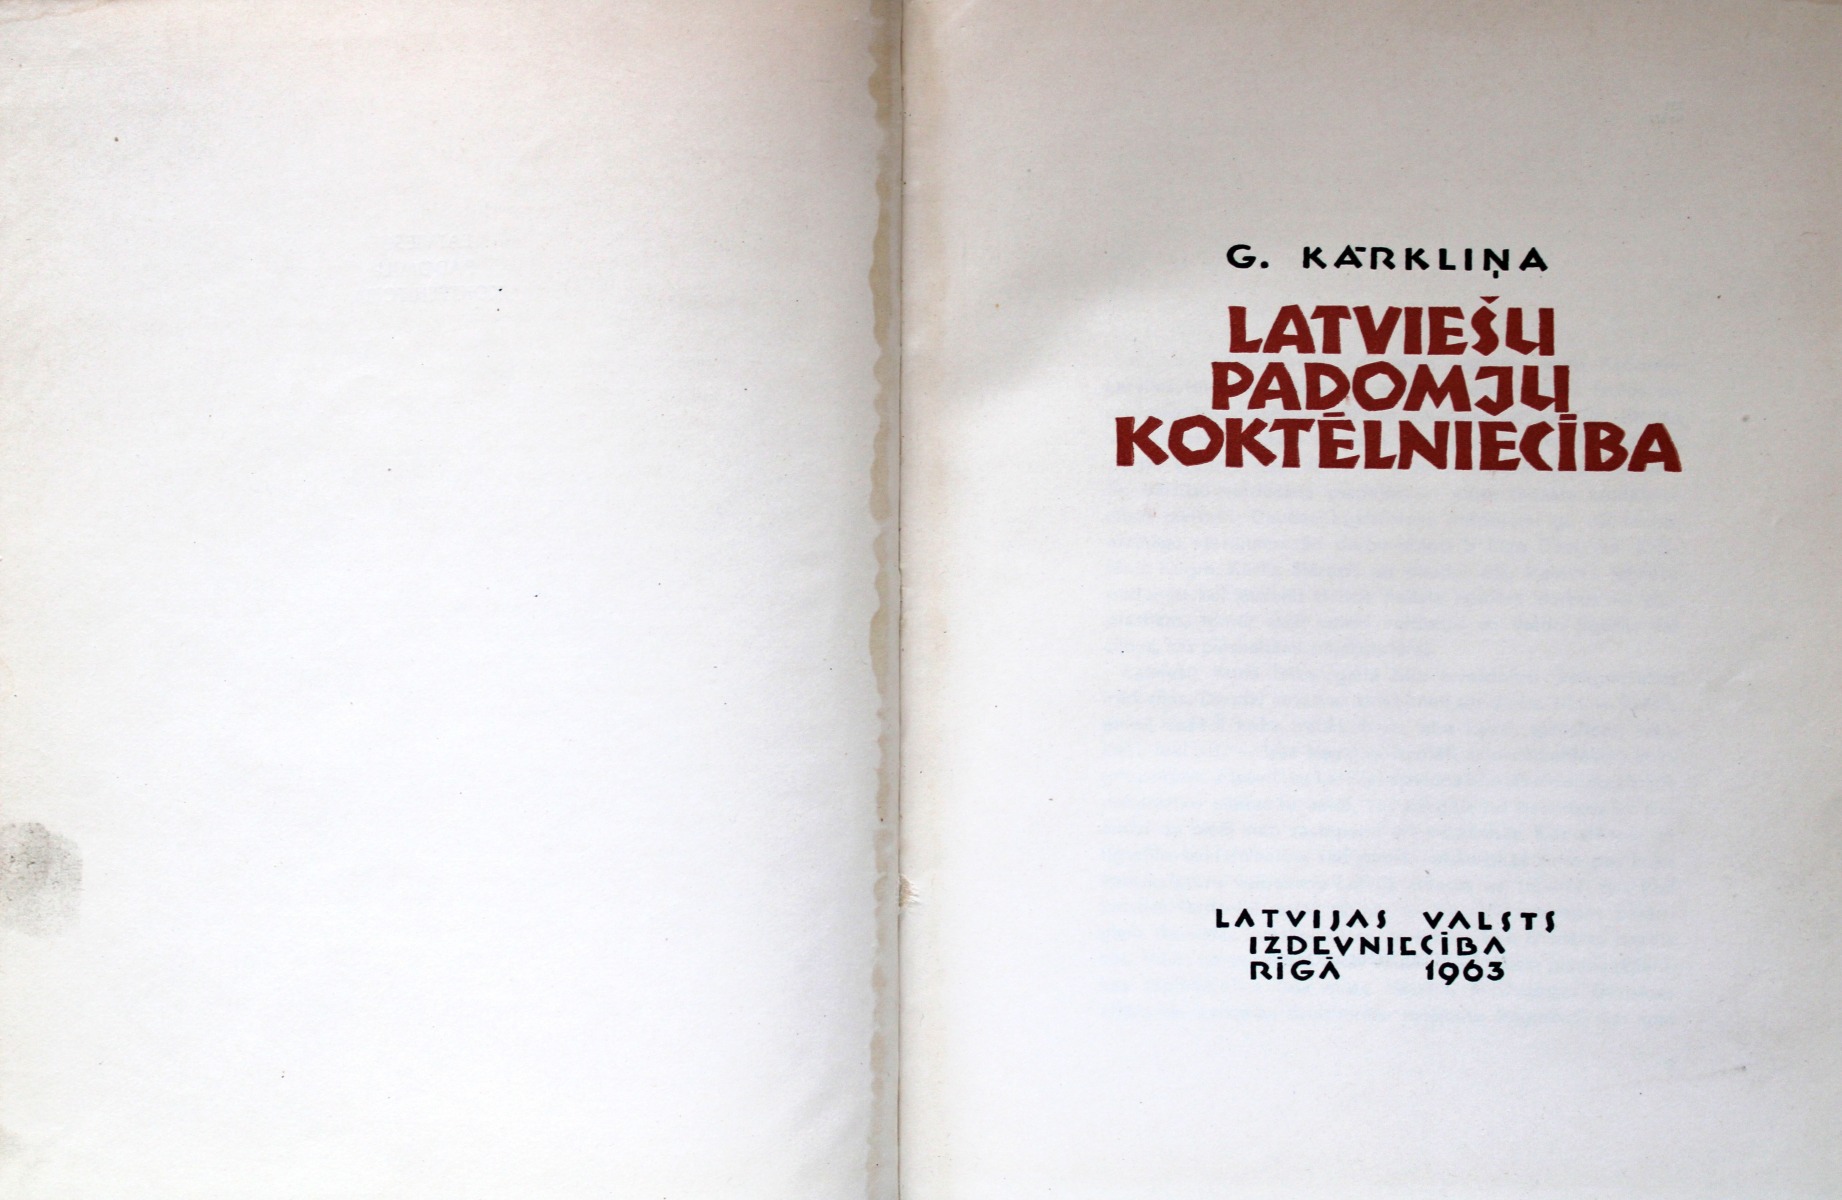 G. KĀRKLIŅA
LATVIEŠU
PADOMJU
KOKTĒLNIECĪBA
LATVIJAS VALSTS
IZDEVNIECĪBA
RĪGĀ 1963